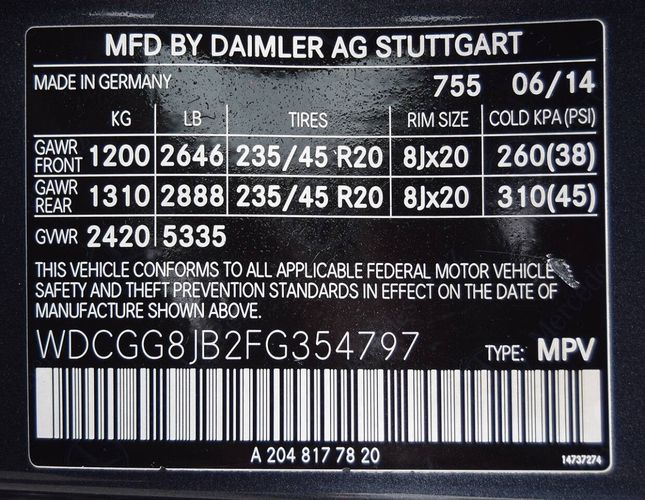 MFD BY DAIMLER AG STUTTGART
MADE IN GERMANY 755 06/14
KG LB TIRES RIM SIZE COLD KPA (PSI)
GAWR FRONT 1200 2646 235/45 R20 8Jx20 260(38)
GAWR REAR 1310 2888 235/45 R20 8Jx20 310(45)
GVWR 2420 5335
THIS VEHICLE CONFORMS TO ALL APPLICABLE FEDERAL MOTOR VEHICLE
SAFETY AND THEFT PREVENTION STANDARDS IN EFFECT ON THE DATE OF
MANUFACTURE SHOWN ABOVE.
WDCGG8JB2FG354797 TYPE: MPV
A 204 817 78 20
14737274